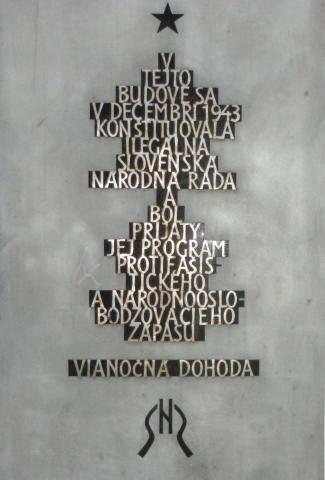 V
TEJTO
BUDOVE SA
V DECEMBRI 1943
KONŠTITUOVALA
ILEGÁLNA
SLOVENSKÁ
NÁRODNÁ RADA
A
BOL
PRIJATÝ
JEJ PROGRAM
PROTIFAŠIS-
TICKÉHO
A NÁRODNOOSLO-
BODZOVACIEHO
ZÁPASU
VIANOČNÁ DOHODA
SNR